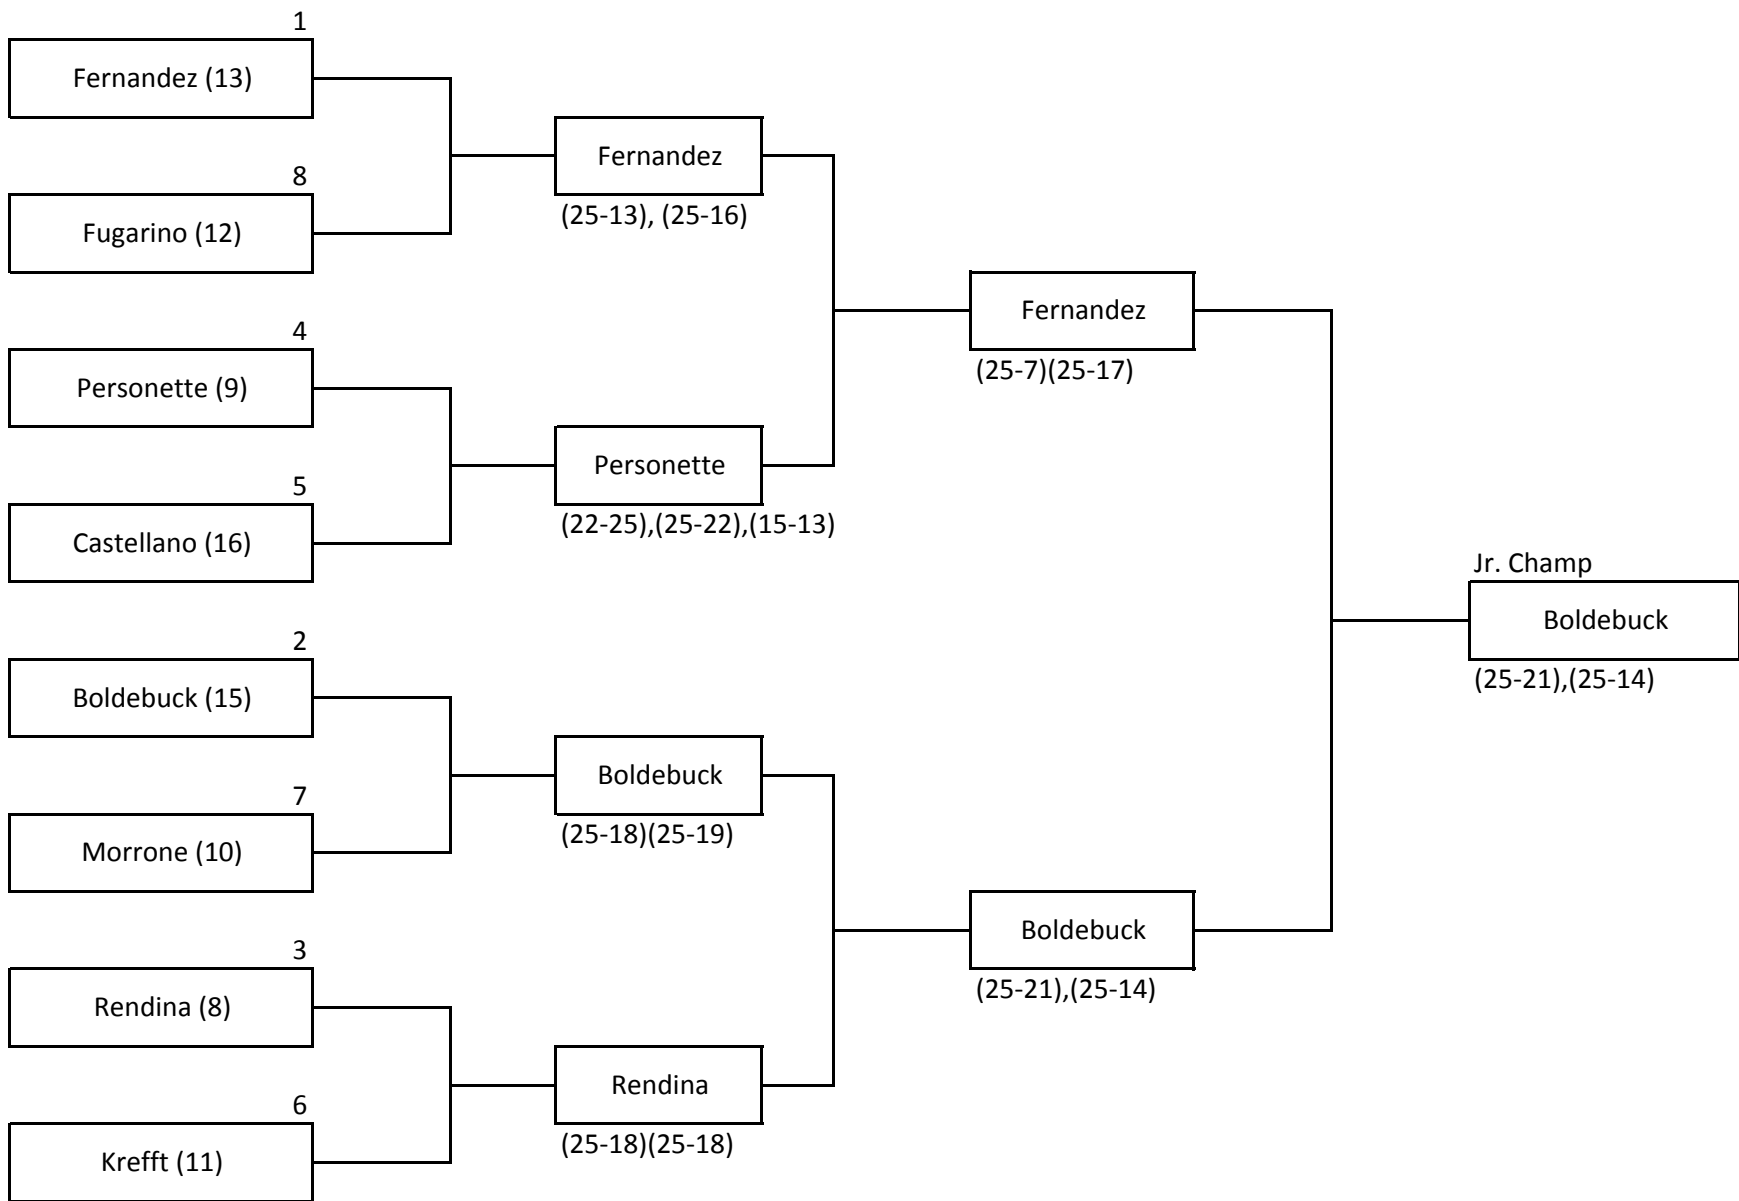 1
Fernandez (13)
8
Fugarino (12)
4
Personette (9)
5
Castellano (16)
2
Boldebuck (15)
7
Morrone (10)
3
Rendina (8)
6
Krefft (11)
Fernandez
(25-13), (25-16)
Personette
(22-25),(25-22),(15-13)
Boldebuck
(25-18)(25-19)
Rendina
(25-18)(25-18)
Fernandez
(25-7)(25-17)
Boldebuck
(25-21),(25-14)
Jr. Champ
Boldebuck
(25-21),(25-14)